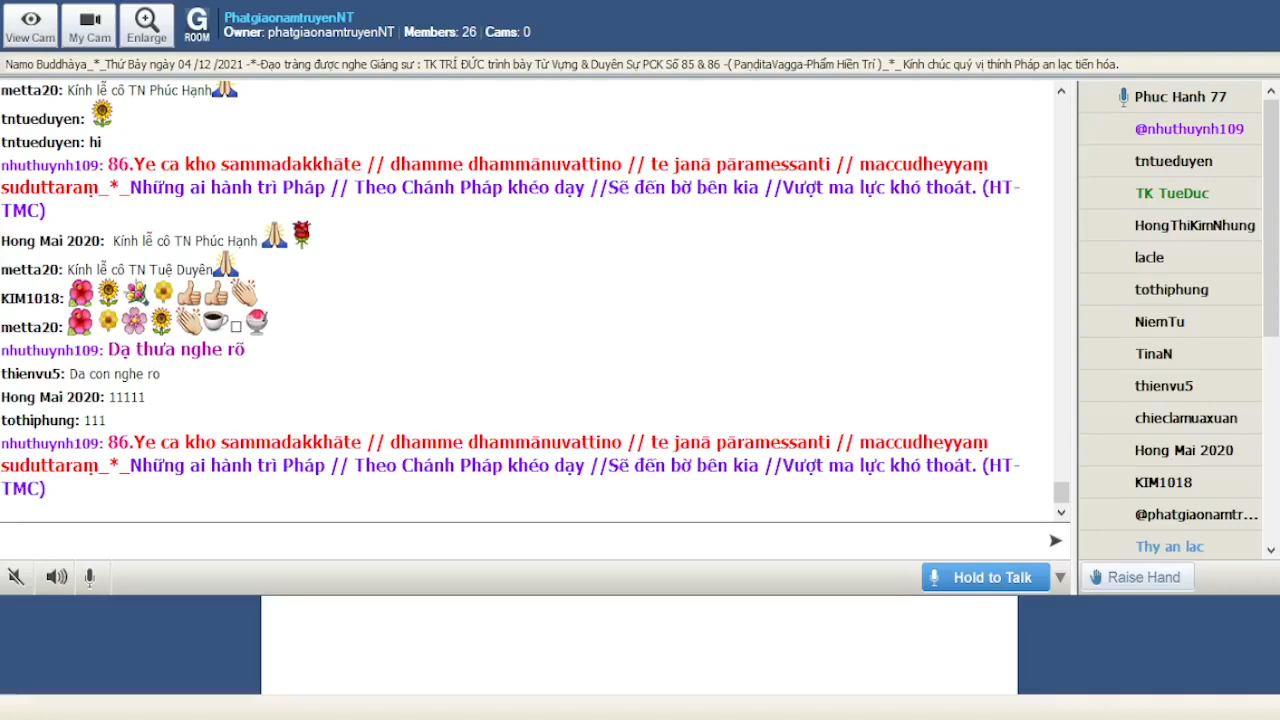 View Cam
My Cam
Enlarge
G
ROOM
PhatgiaonamtruyenNT
Owner: phatgiaonamtruyenNT | Members: 26 | Cams: 0
Namo Buddhàya_*_Thứ Bảy ngày 04 /12 /2021 -*-Đạo tràng được nghe Giảng sư : TK TRÍ ĐỨC trình bày Từ Vựng & Duyên Sự PCK Số 85 & 86 -( PaṇḍitaVagga-Phẩm Hiền Trí )_*_ Kính chúc quý vị thính Pháp an lạc tiến hóa.
metta20: Kính lễ cô TN Phúc Hạnh
tntueduyen:
tntueduyen: hi
nhuthuynh109: 86.Ye ca kho sammadakkhāte // dhamme dhammānuvattino // te janā pāramessanti // maccudheyyaṃ
suduttaraṃ_*_Những ai hành trì Pháp // Theo Chánh Pháp khéo dạy //Sẽ đến bờ bên kia //Vượt ma lực khó thoát. (HT-
TMC)
Hong Mai 2020: Kính lễ cô TN Phúc Hạnh
metta20: Kính lễ cô TN Tuệ Duyên
KIM1018:
metta20:
nhuthuynh109: Dạ thưa nghe rõ
thienvu5: Da con nghe ro
Hong Mai 2020: 11111
tothiphung: 111
nhuthuynh109: 86.Ye ca kho sammadakkhāte // dhamme dhammānuvattino // te janā pāramessanti // maccudheyyaṃ
suduttaraṃ_*_Những ai hành trì Pháp // Theo Chánh Pháp khéo dạy //Sẽ đến bờ bên kia //Vượt ma lực khó thoát. (HT-
TMC)
Hold to Talk
Phuc Hanh 77
@nhuthuynh109
tntueduyen
TK TueDuc
HongThiKimNhung
lacle
tothiphung
NiemTu
TinaN
thienvu5
chieclamuaxuan
Hong Mai 2020
KIM1018
@phatgiaonamtr...
Thy an lac
Raise Hand